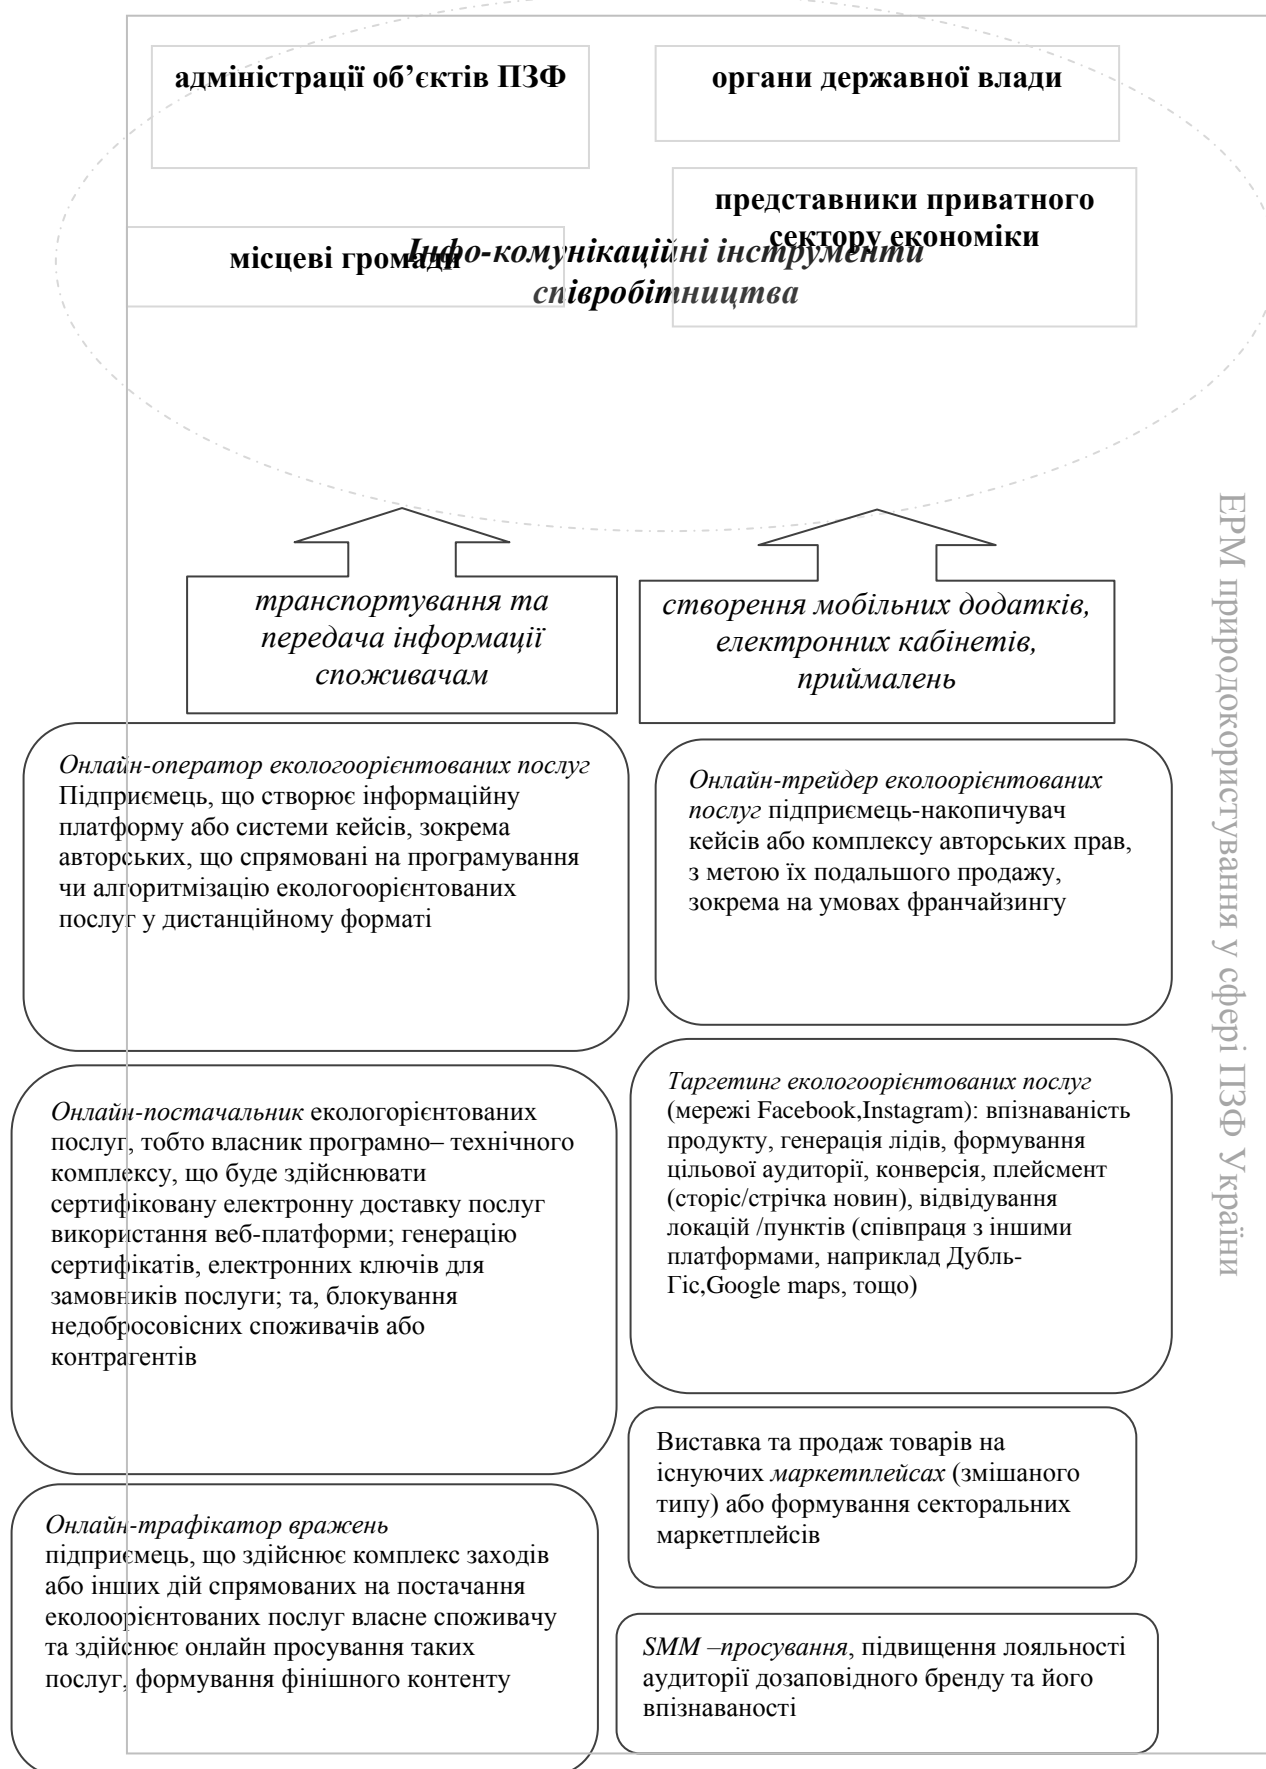 адміністрації об’єктів ПЗФ
органи державної влади
місцеві громади
представники приватного
сектору економіки
Інфо-комунікаційні інструменти
співробітництва
транспортування та
передача інформації
споживачам
створення мобільних додатків,
електронних кабінетів,
приймалень
Онлайн-оператор екологоорієнтованих послуг
Підприємець, що створює інформаційну
платформу або системи кейсів, зокрема
авторських, що спрямовані на програмування
чи алгоритмізацію екологоорієнтованих
послуг у дистанційному форматі
Онлайн-трейдер еколоорієнтованих
послуг підприємець-накопичувач
кейсів або комплексу авторських прав,
з метою їх подальшого продажу,
зокрема на умовах франчайзингу
Онлайн-постачальник екологорієнтованих
послуг, тобто власник програмно– технічного
комплексу, що буде здійснювати
сертифіковану електронну доставку послуг
використання веб-платформи; генерацію
сертифікатів, електронних ключів для
замовників послуги; та, блокування
недобросовісних споживачів або
контрагентів
Таргетинг екологоорієнтованих послуг
(мережі Facebook,Instagram): впізнаваність
продукту, генерація лідів, формування
цільової аудиторії, конверсія, плейсмент
(сторіс/стрічка новин), відвідування
локацій /пунктів (співпраця з іншими
платформами, наприклад Дубль-
Гіс,Google maps, тощо)
Виставка та продаж товарів на
існуючих маркетплейсах (змішаного
типу) або формування секторальних
маркетплейсів
Онлайн-трафікатор вражень
підприємець, що здійснює комплекс заходів
або інших дій спрямованих на постачання
еколоорієнтованих послуг власне споживачу
та здійснює онлайн просування таких
послуг, формування фінішного контенту
SMM –просування, підвищення лояльності
аудиторії дозаповідного бренду та його
впізнаваності
ЕРМ природокористування у сфері ПЗФ України